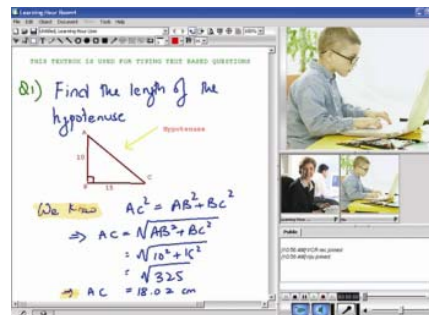 Learning Hour Board
File Edit Object Document Tools Help
THIS TEXTBOX IS USED FOR TYPING TEXT BASED QUESTIONS
Q1) Find the length of the
hypotenuse
A
Hypotenuse
10
B
15
C
We Know AC² = AB² + BC²
⇒ AC = √AB² + BC²
= √10² + 15²
= √325
⇒ AC = 18.02 cm
Public